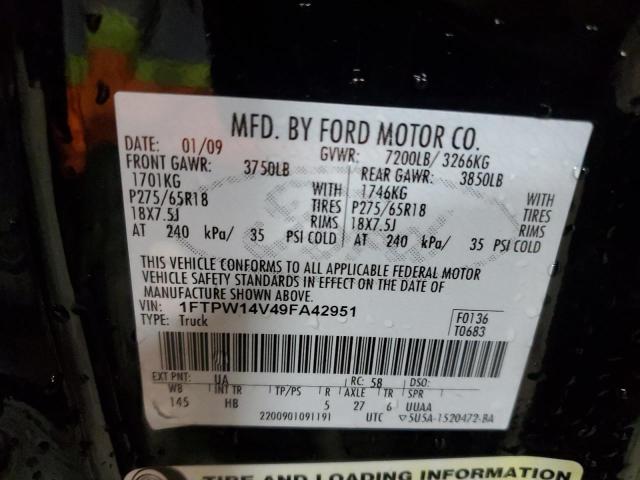 MFD. BY FORD MOTOR CO.
DATE: 01/09 GVWR: 7200LB/ 3266KG
FRONT GAWR: 3750LB REAR GAWR: 3850LB
1701KG WITH 1746KG WITH
P275/65R18 TIRES P275/65R18 TIRES
18X7.5J RIMS 18X7.5J RIMS
AT 240 kPa/ 35 PSI COLD AT 240 kPa/ 35 PSI COLD
THIS VEHICLE CONFORMS TO ALL APPLICABLE FEDERAL MOTOR
VEHICLE SAFETY STANDARDS IN EFFECT ON THE DATE OF
MANUFACTURE SHOWN ABOVE.
VIN: 1FTPW14V49FA42951 F0136
TYPE: Truck T0683
EXT PNT: UA RC: 58 DSO:
WB INT TR TP/PS R AXLE TR SPR
145 HB 5 27 6 UUAA
2200901091191 UTC 5U5A-1520472-BA
TIRE AND LOADING INFORMATION